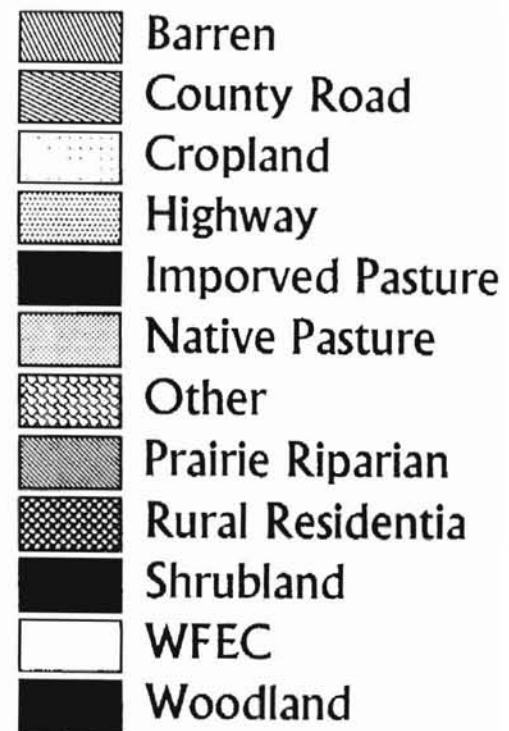 Barren
County Road
Cropland
Highway
Imporved Pasture
Native Pasture
Other
Prairie Riparian
Rural Residentia
Shrubland
WFEC
Woodland